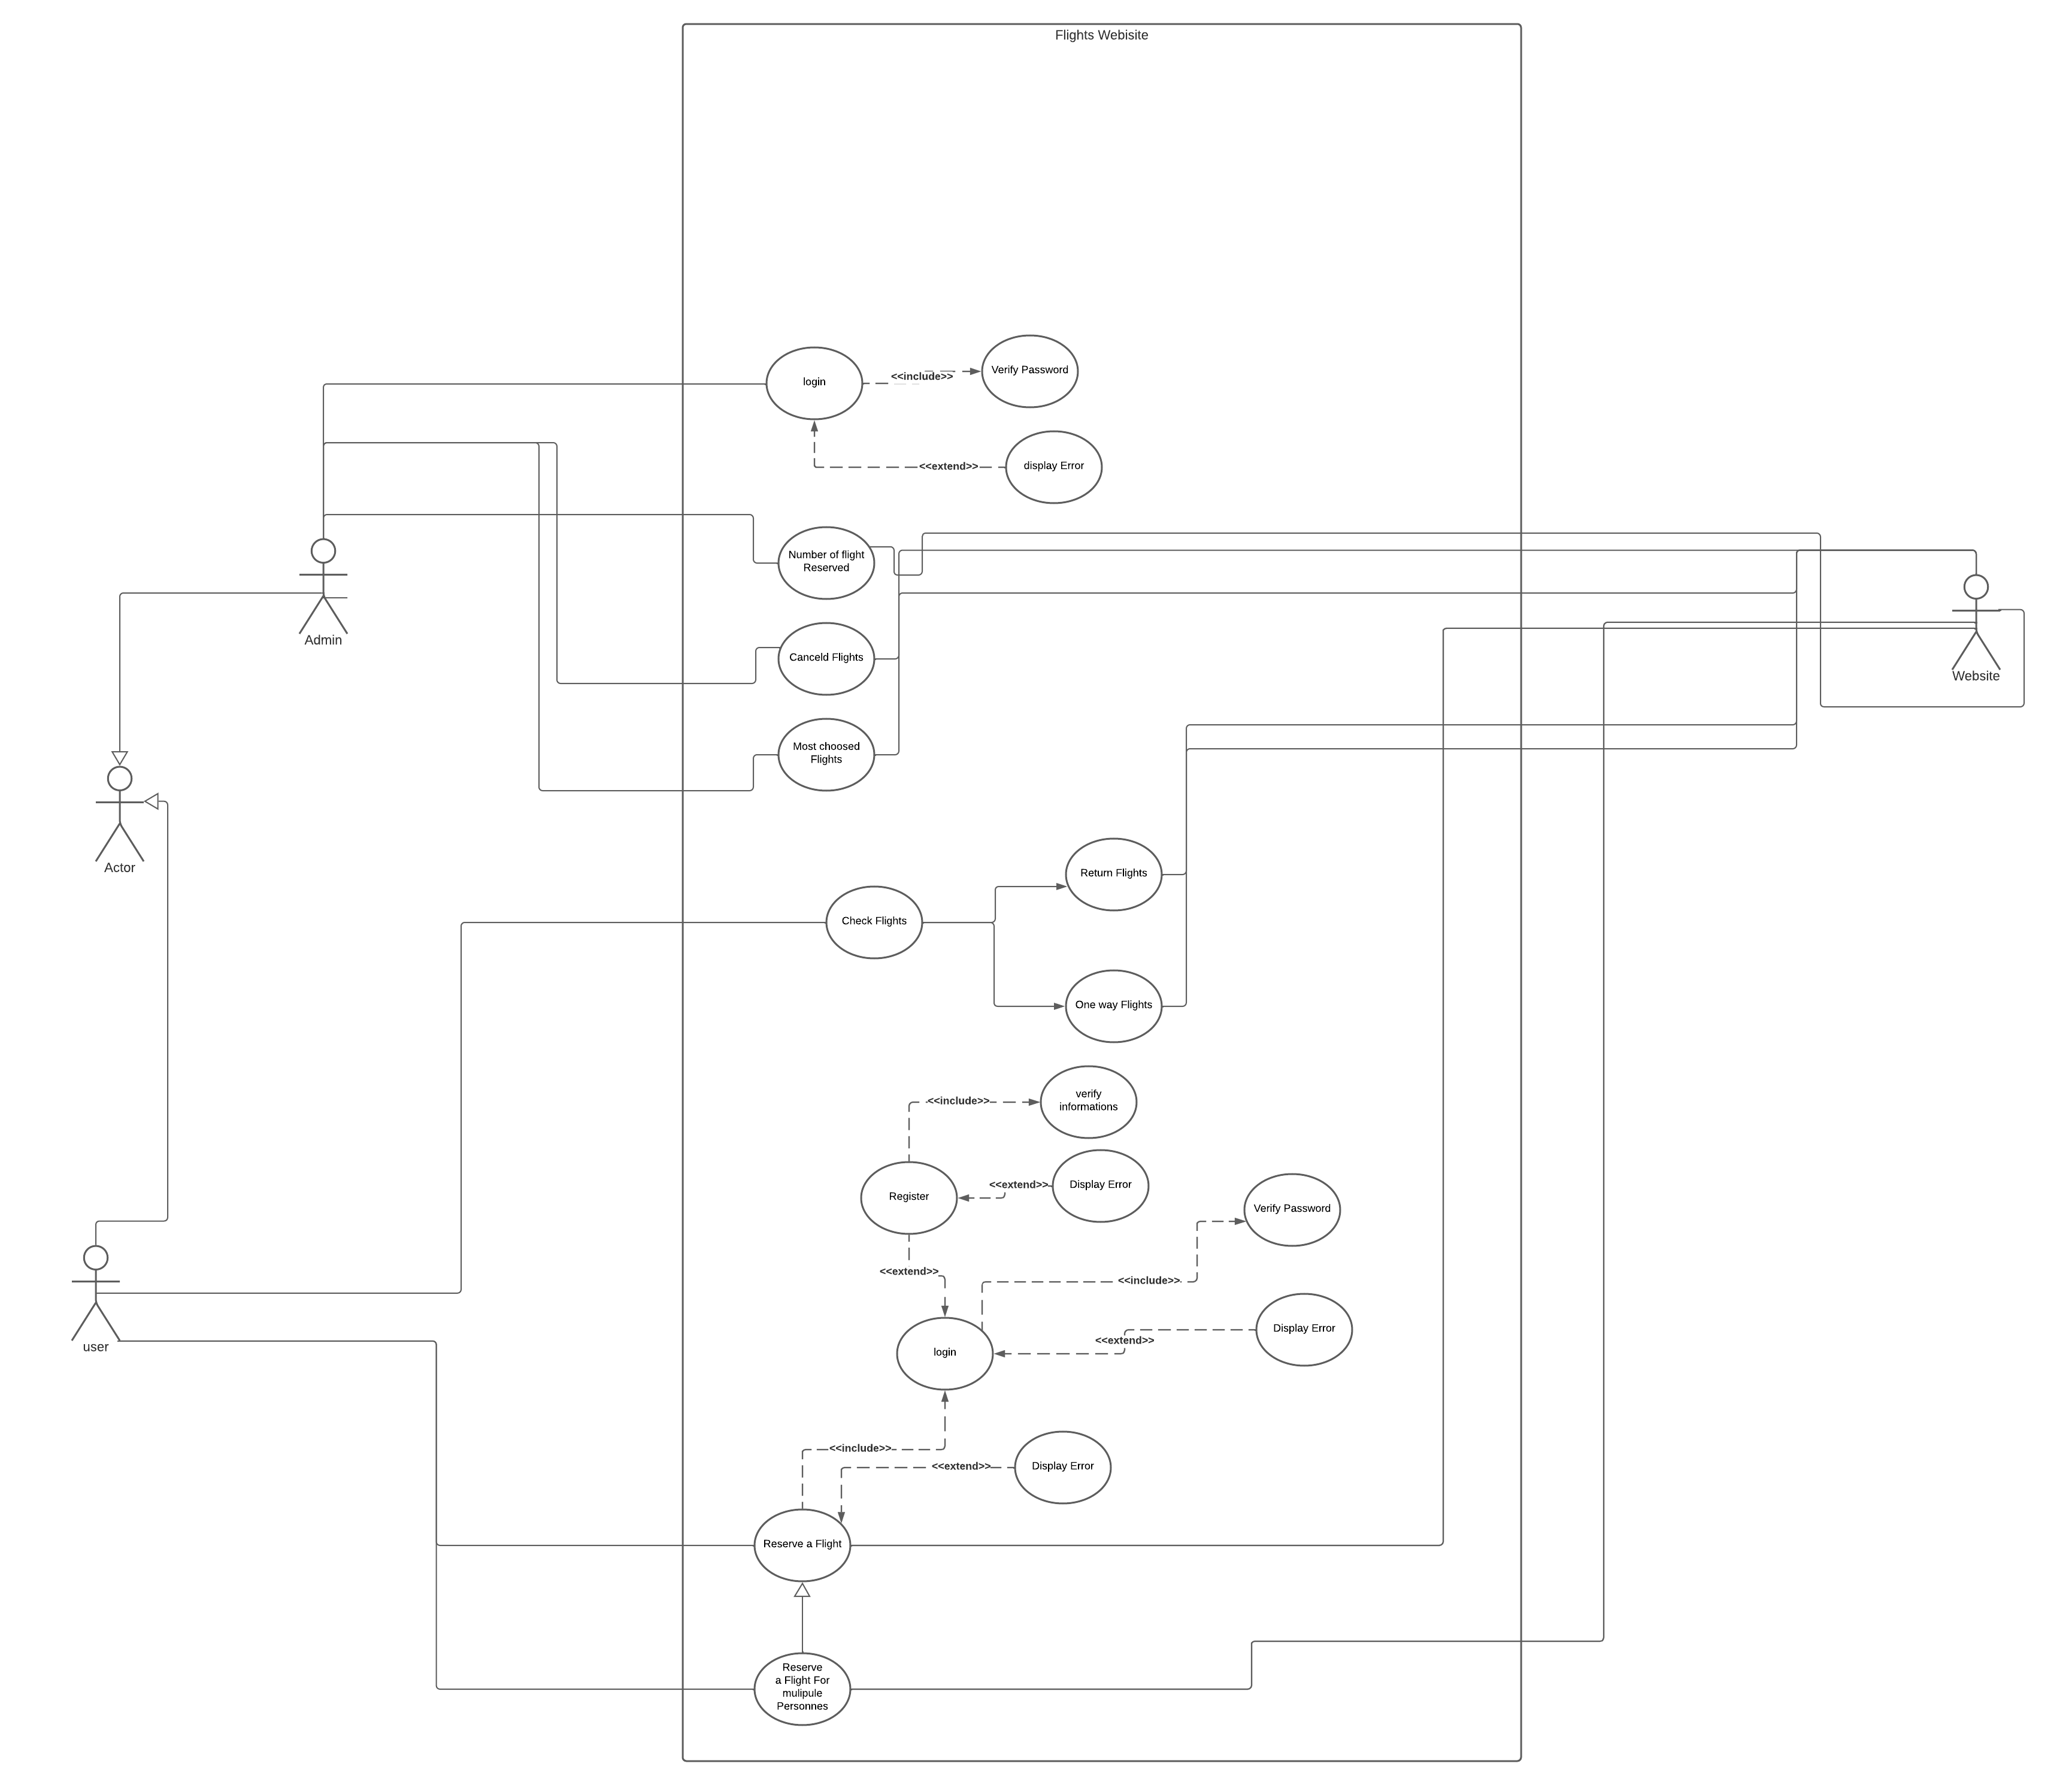 Flights Webisite
Verify Password
login
<<include>>
display Error
<<extend>>
Number of flight
Reserved
Admin
Canceld Flights
Website
Most choosed
Flights
Actor
Return Flights
Check Flights
One way Flights
verify
informations
<<include>>
Register
<<extend>>
Display Error
Verify Password
<<extend>>
<<include>>
user
login
<<extend>>
Display Error
<<include>>
<<extend>>
Display Error
Reserve a Flight
Reserve
a Flight For
mulipule
Personnes